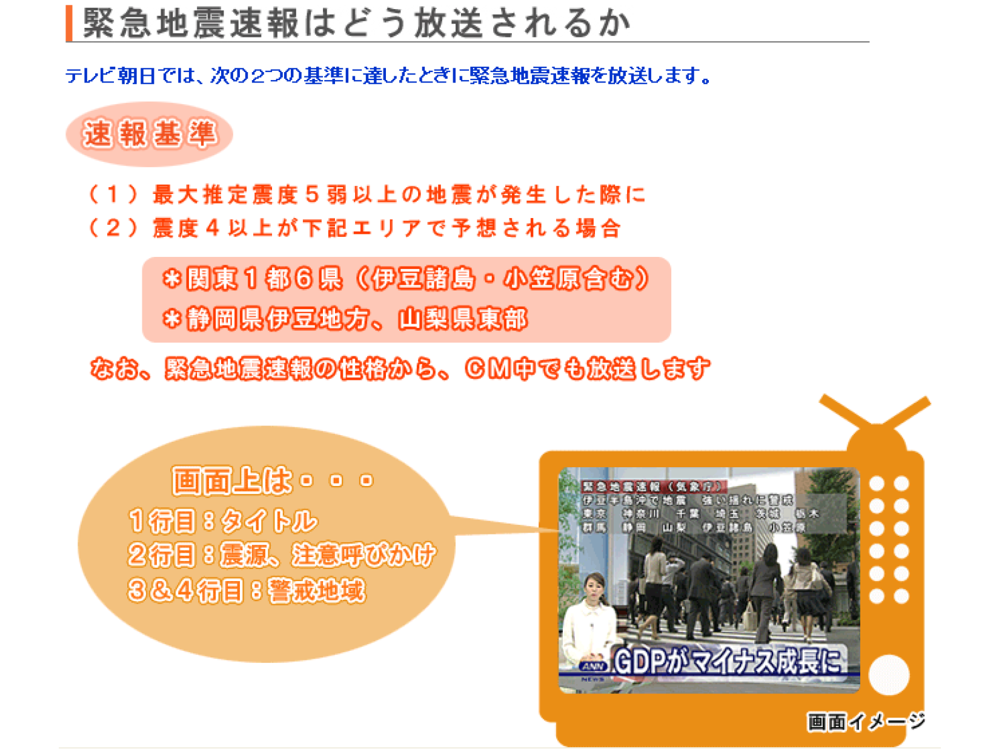 緊急地震速報はどう放送されるか
テレビ朝日では、次の2つの基準に達したときに緊急地震速報を放送します。
速報基準
（１）最大推定震度５弱以上の地震が発生した際に
（２）震度４以上が下記エリアで予想される場合
＊関東１都６県（伊豆諸島・小笠原含む）
＊静岡県伊豆地方、山梨県東部
なお、緊急地震速報の性格から、ＣＭ中でも放送します
画面上は・・・
１行目：タイトル
２行目：震源、注意呼びかけ
３＆４行目：警戒地域
緊急地震速報（気象庁）
伊豆半島沖で地震　強い揺れに警戒
東京　神奈川　千葉　埼玉　茨城　栃木
群馬　静岡　山梨　伊豆諸島　小笠原
GDPがマイナス成長に
ANN
NEWS
画面イメージ